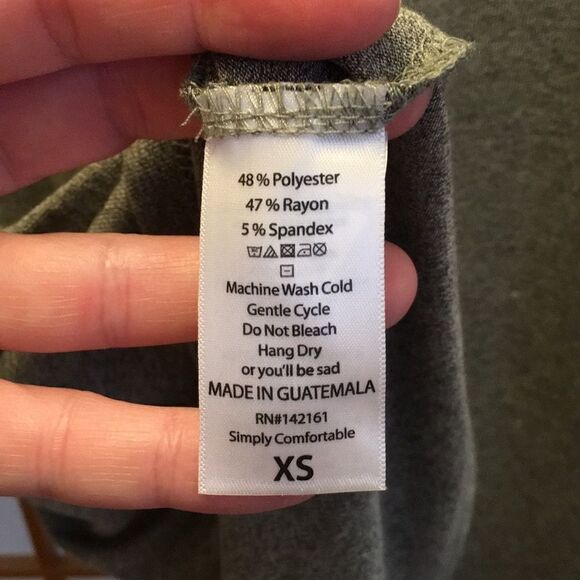 48 % Polyester
47 % Rayon
5 % Spandex
Machine Wash Cold
Gentle Cycle
Do Not Bleach
Hang Dry
or you'll be sad
MADE IN GUATEMALA
RN#142161
Simply Comfortable
XS